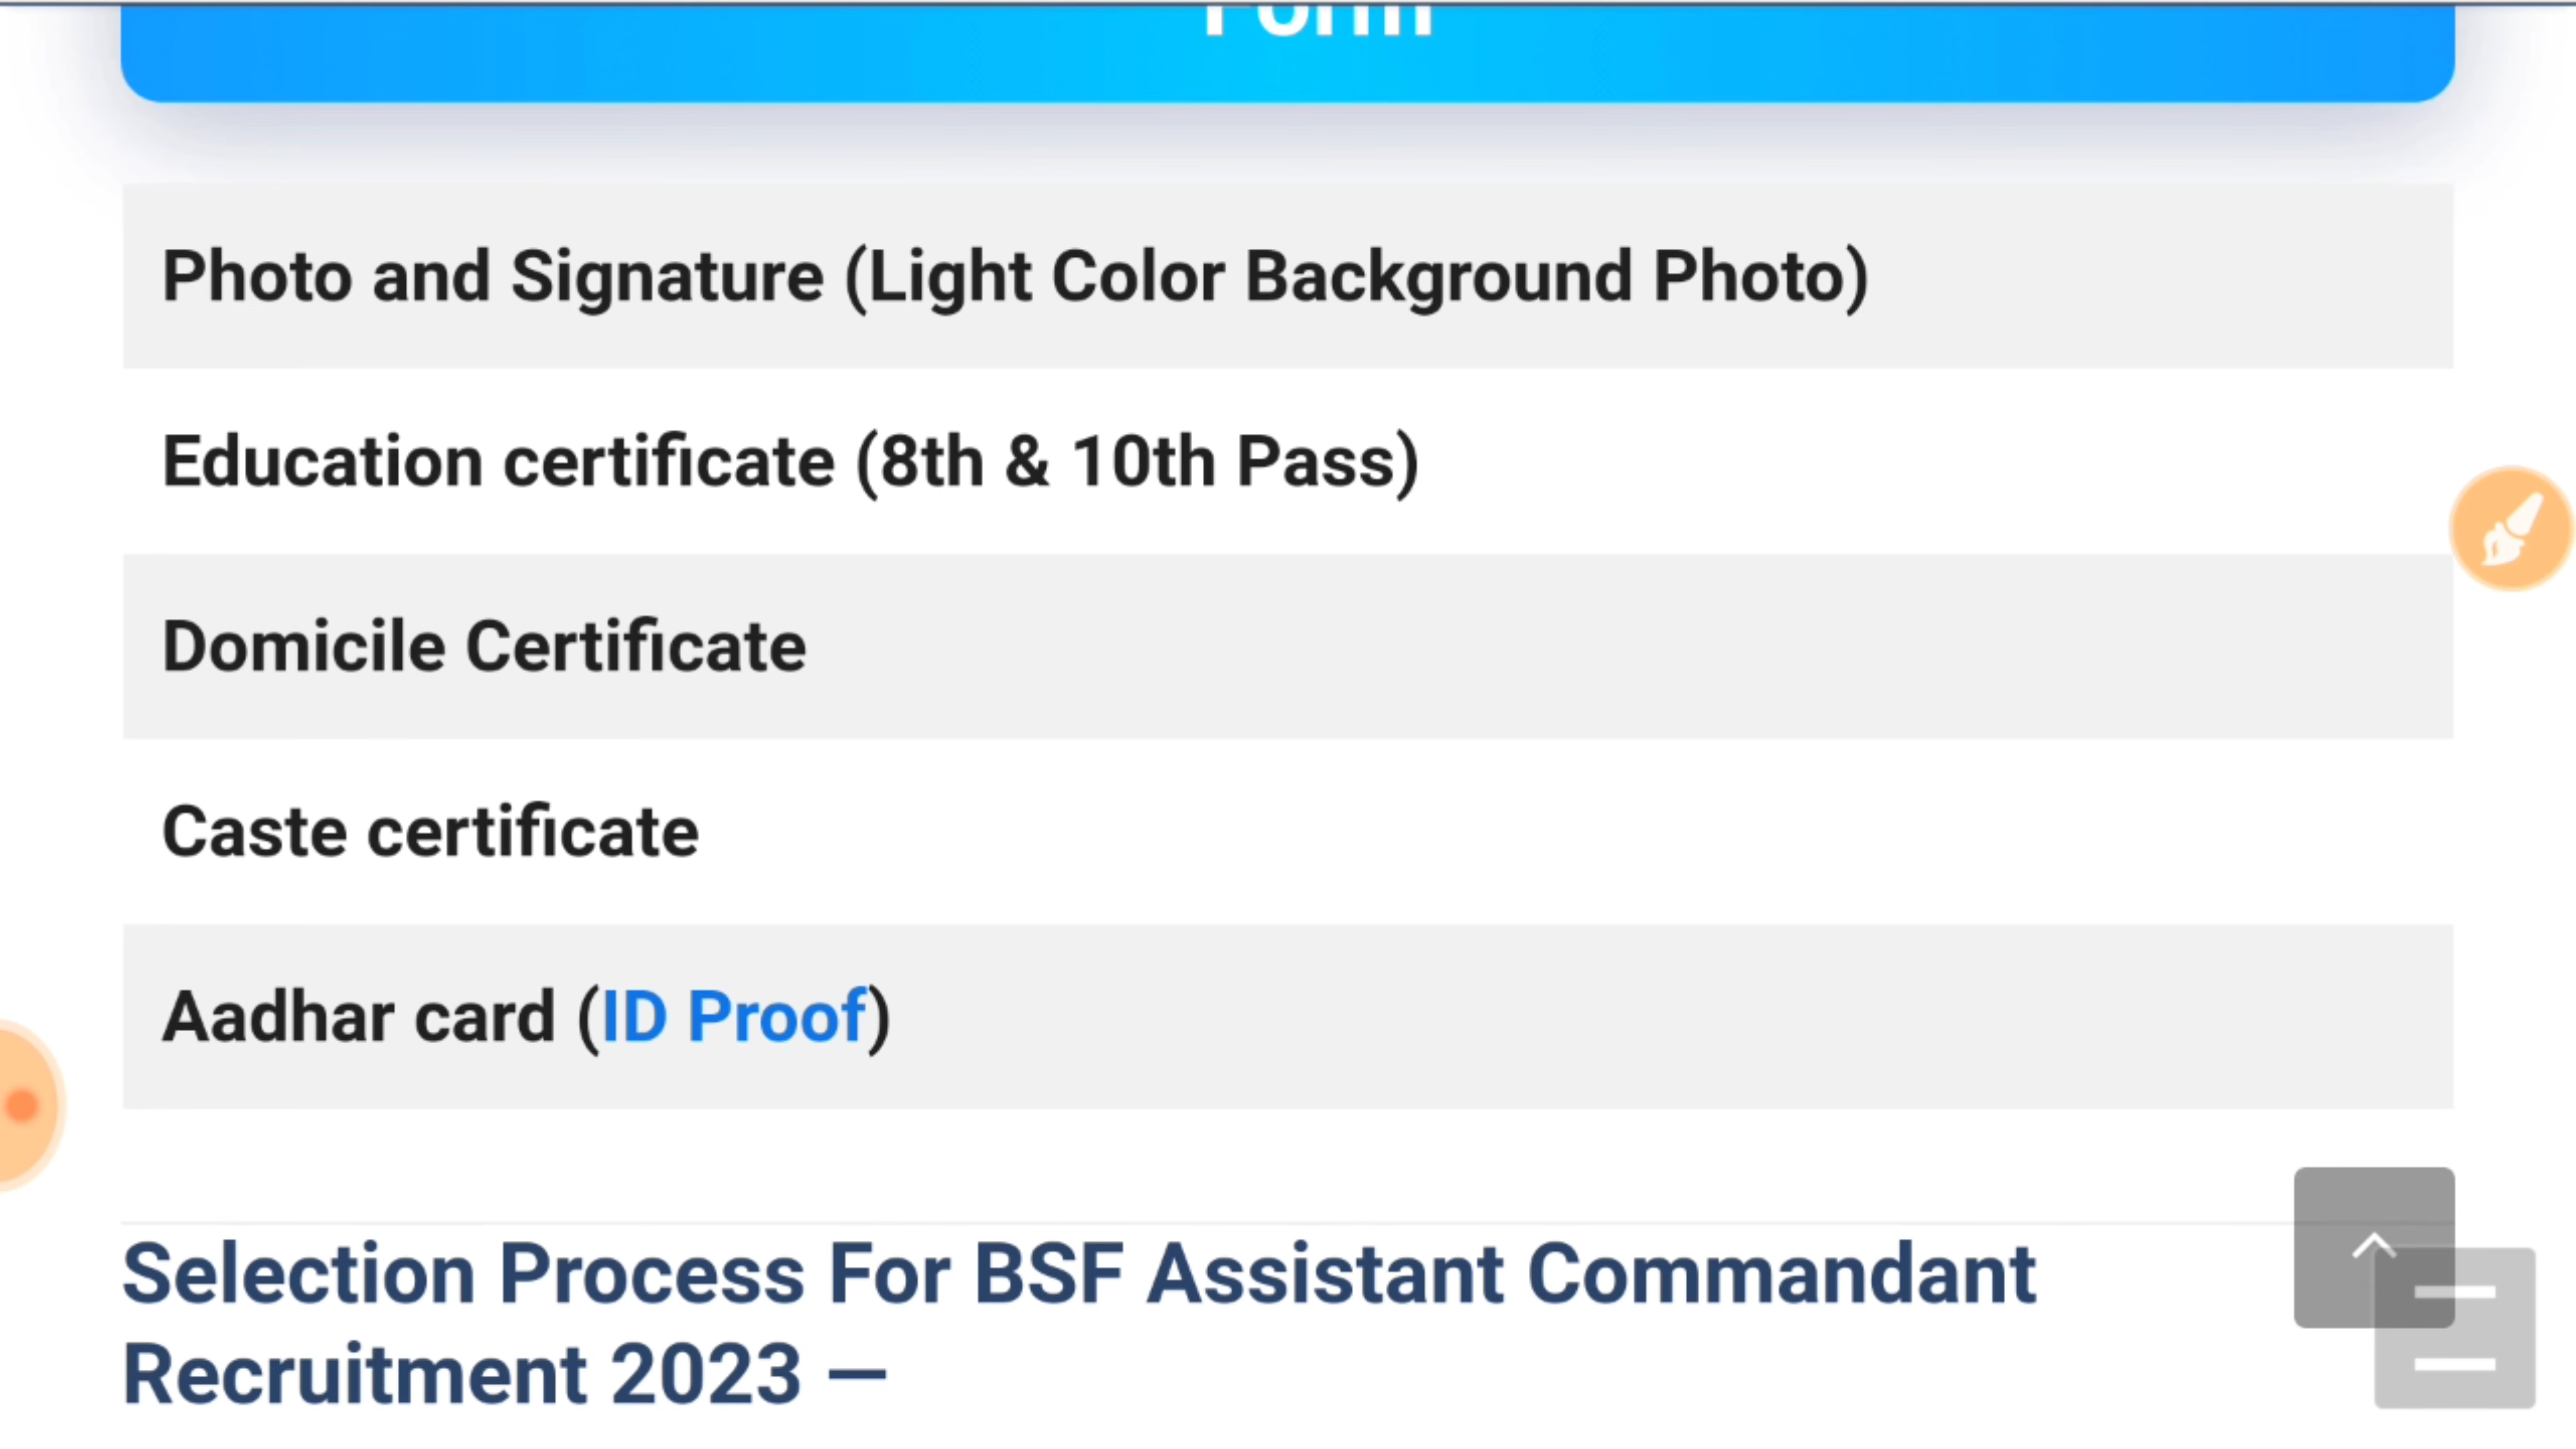 Form
Photo and Signature (Light Color Background Photo)
Education certificate (8th & 10th Pass)
Domicile Certificate
Caste certificate
Aadhar card (ID Proof)
Selection Process For BSF Assistant Commandant
Recruitment 2023 —